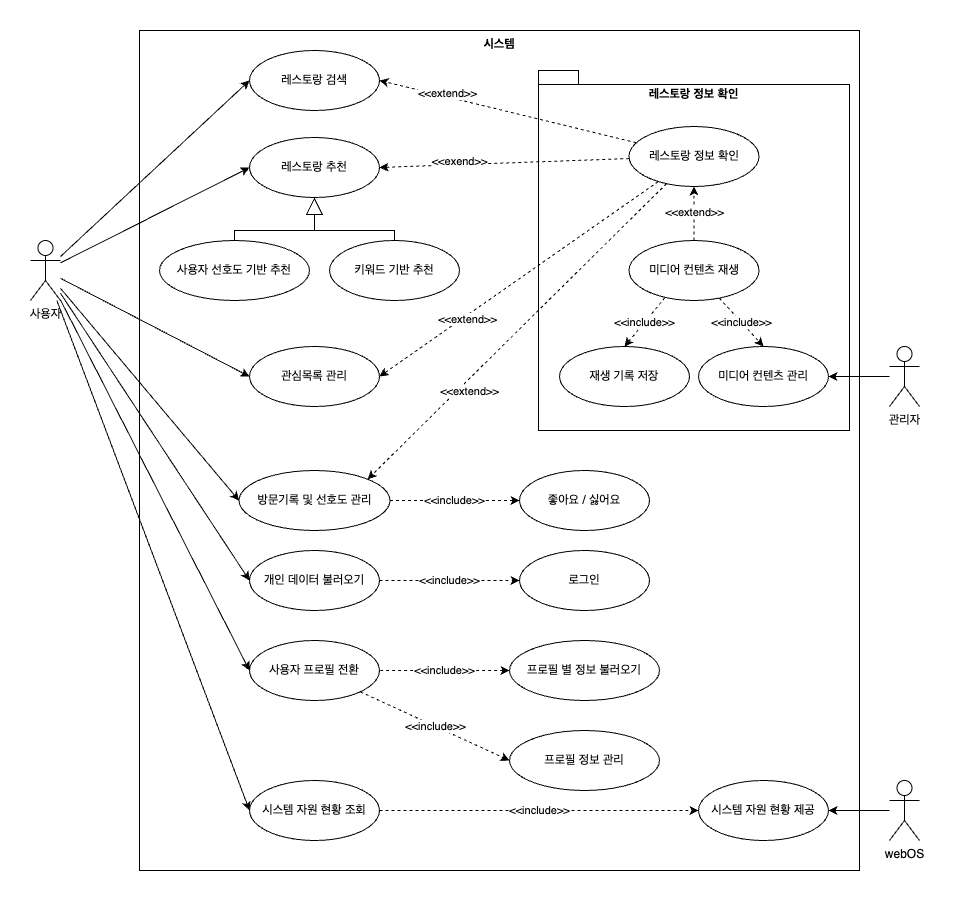 시스템
레스토랑 검색
<<extend>>
레스토랑 정보 확인
레스토랑 추천
<<exend>>
레스토랑 정보 확인
<<extend>>
사용자 선호도 기반 추천
키워드 기반 추천
미디어 컨텐츠 재생
사용자
<<extend>>
<<include>>
<<include>>
관심목록 관리
<<extend>>
재생 기록 저장
미디어 컨텐츠 관리
관리자
방문기록 및 선호도 관리
<<include>>
좋아요 / 싫어요
개인 데이터 불러오기
<<include>>
로그인
사용자 프로필 전환
<<include>>
프로필 별 정보 불러오기
<<include>>
프로필 정보 관리
시스템 자원 현황 조회
<<include>>
시스템 자원 현황 제공
webOS